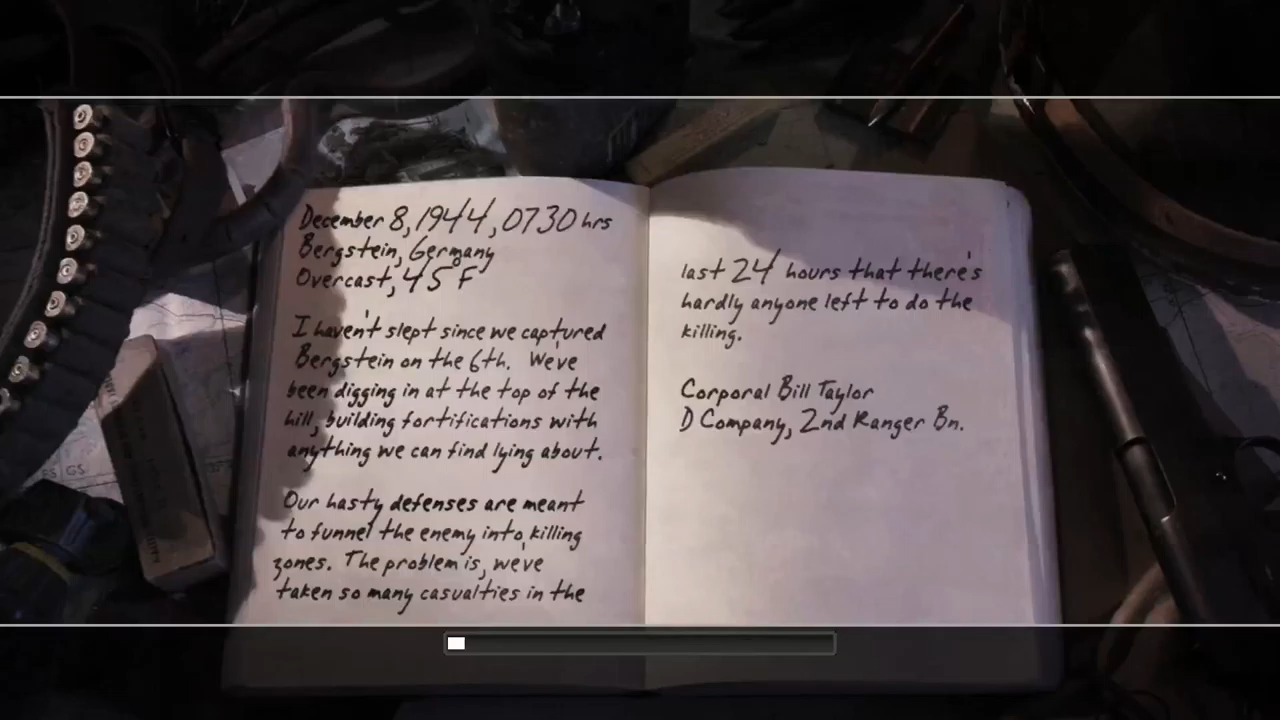 December 8, 1944, 0730 hrs
Bergstein, Germany
Overcast, 45 F
I haven't slept since we captured
Bergstein on the 6th. We've
been digging in at the top of the
hill, building fortifications with
anything we can find lying about.
Our hasty defenses are meant
to funnel the enemy into killing
zones. The problem is, we've
taken so many casualties in the
last 24 hours that there's
hardly anyone left to do the
killing.
Corporal Bill Taylor
D Company, 2nd Ranger Bn.